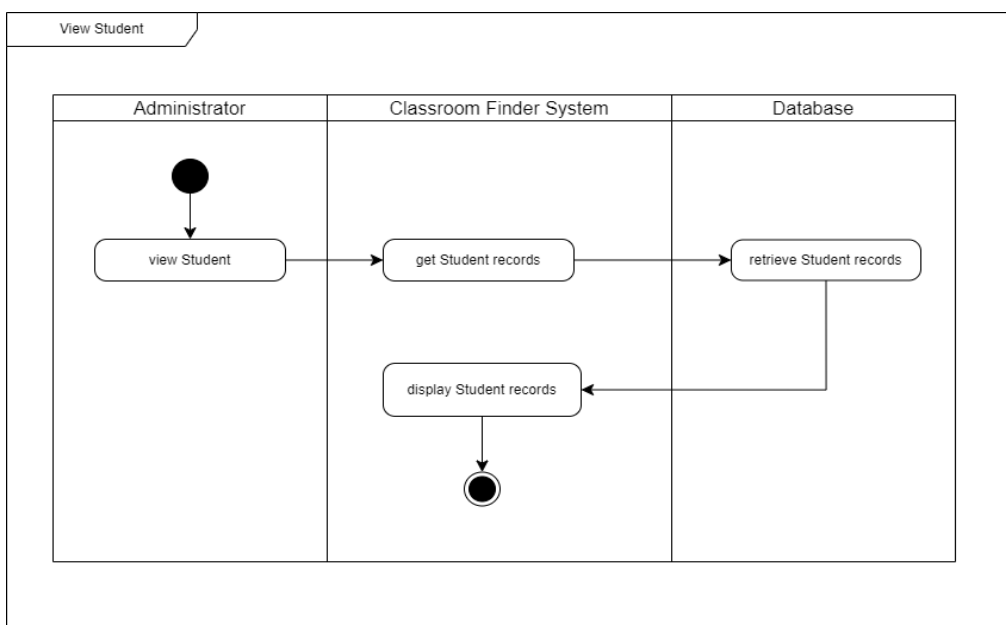 View Student
Administrator
Classroom Finder System
Database
view Student
get Student records
retrieve Student records
display Student records